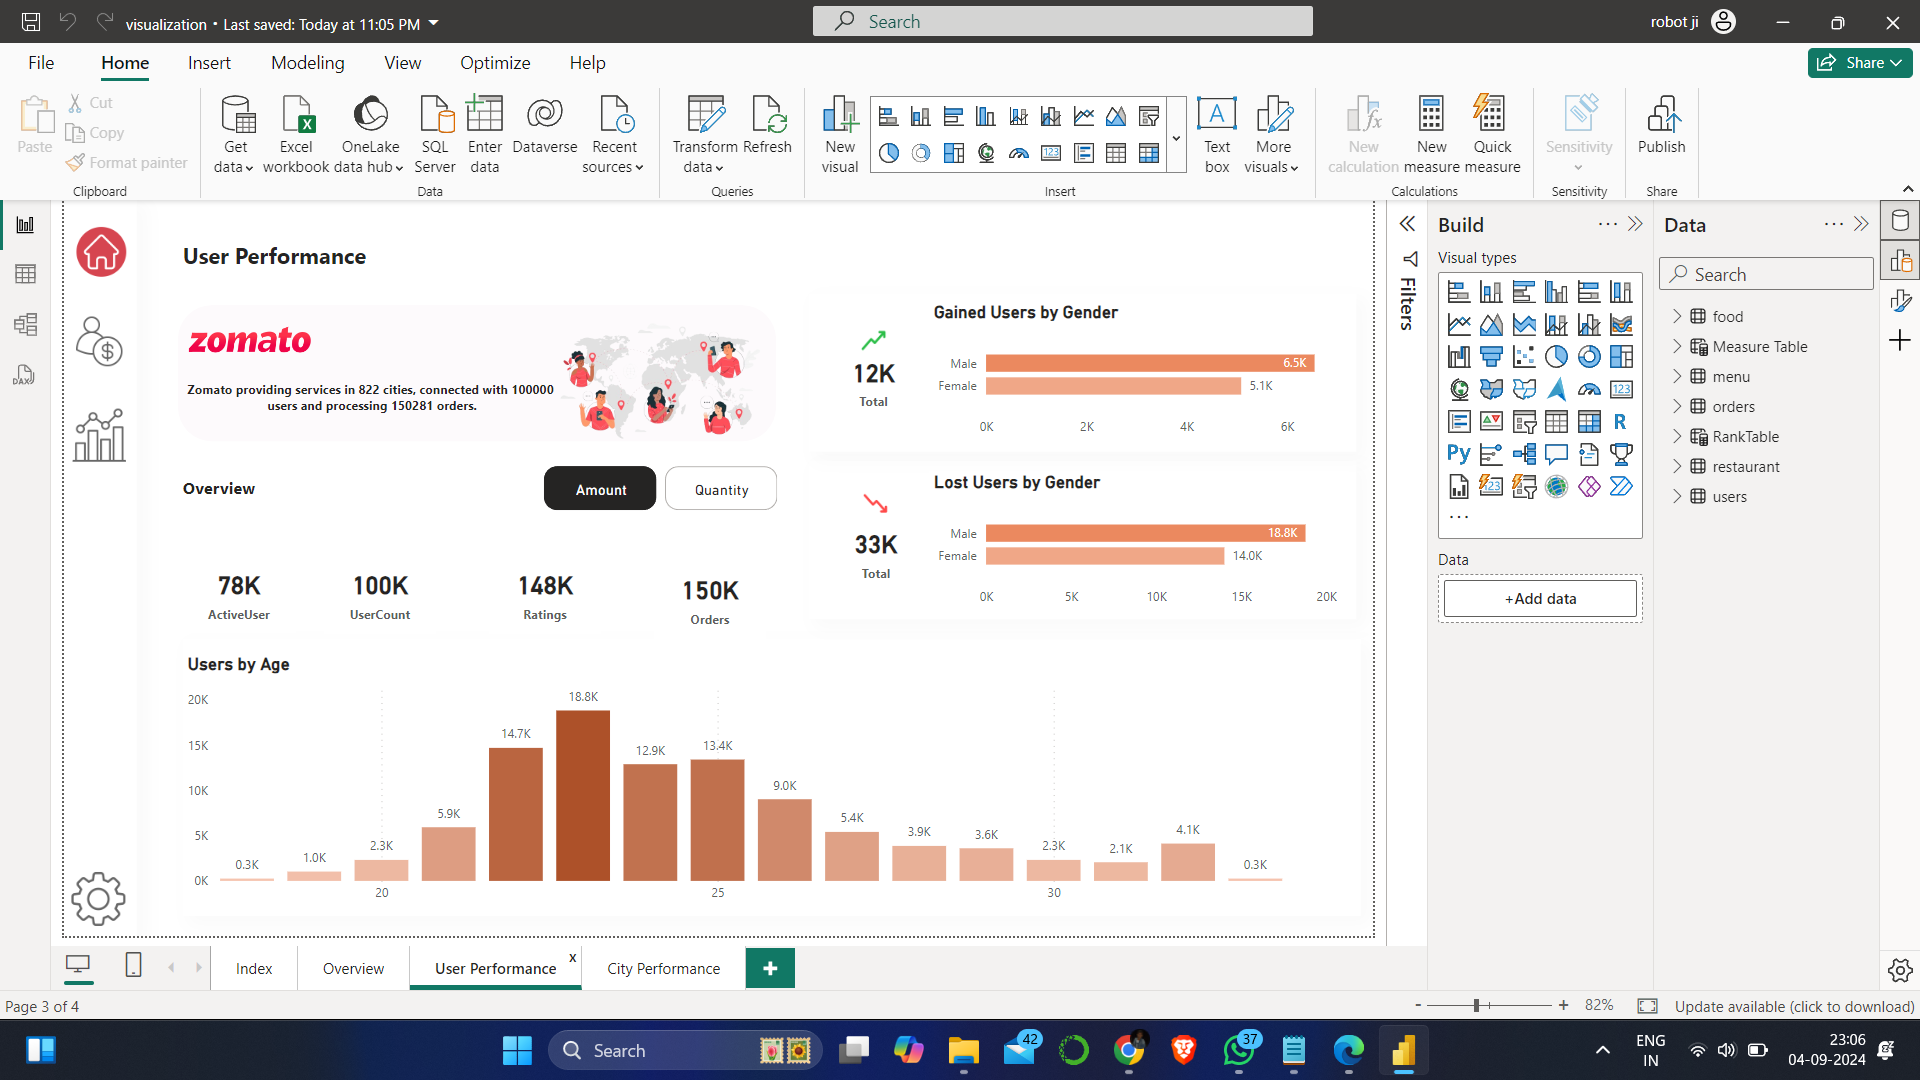 visualization • Last saved: Today at 11:05 PM
Search
robot ji
File
Home
Insert
Modeling
View
Optimize
Help
Share
Paste
Cut
Copy
Format painter
Clipboard
Get data
Excel workbook
OneLake data hub
SQL Server
Enter data
Dataverse
Recent sources
Data
Transform data
Refresh
Queries
New visual
Text box
More visuals
Insert
New calculation
New measure
Quick measure
Calculations
Sensitivity
Sensitivity
Publish
Share
User Performance
zomato
Zomato providing services in 822 cities, connected with 100000
users and processing 150281 orders.
12K
Total
Gained Users by Gender
Male
6.5K
Female
5.1K
0K 2K 4K 6K
Overview
Amount
Quantity
33K
Total
Lost Users by Gender
Male
18.8K
Female
14.0K
0K 5K 10K 15K 20K
78K
ActiveUser
100K
UserCount
148K
Ratings
150K
Orders
Users by Age
20K
15K
10K
5K
0K
0.3K 1.0K 2.3K 5.9K 14.7K 18.8K 12.9K 13.4K 9.0K 5.4K 3.9K 3.6K 2.3K 2.1K 4.1K 0.3K
20 25 30
Filters
Build
Visual types
123
R
Py
123
Data
+Add data
Data
Search
food
Measure Table
menu
orders
RankTable
restaurant
users
DAX
Index
Overview
User Performance
x
City Performance
Page 3 of 4
- + 82%
Update available (click to download)
Search
42
37
ENG
IN
23:06
04-09-2024